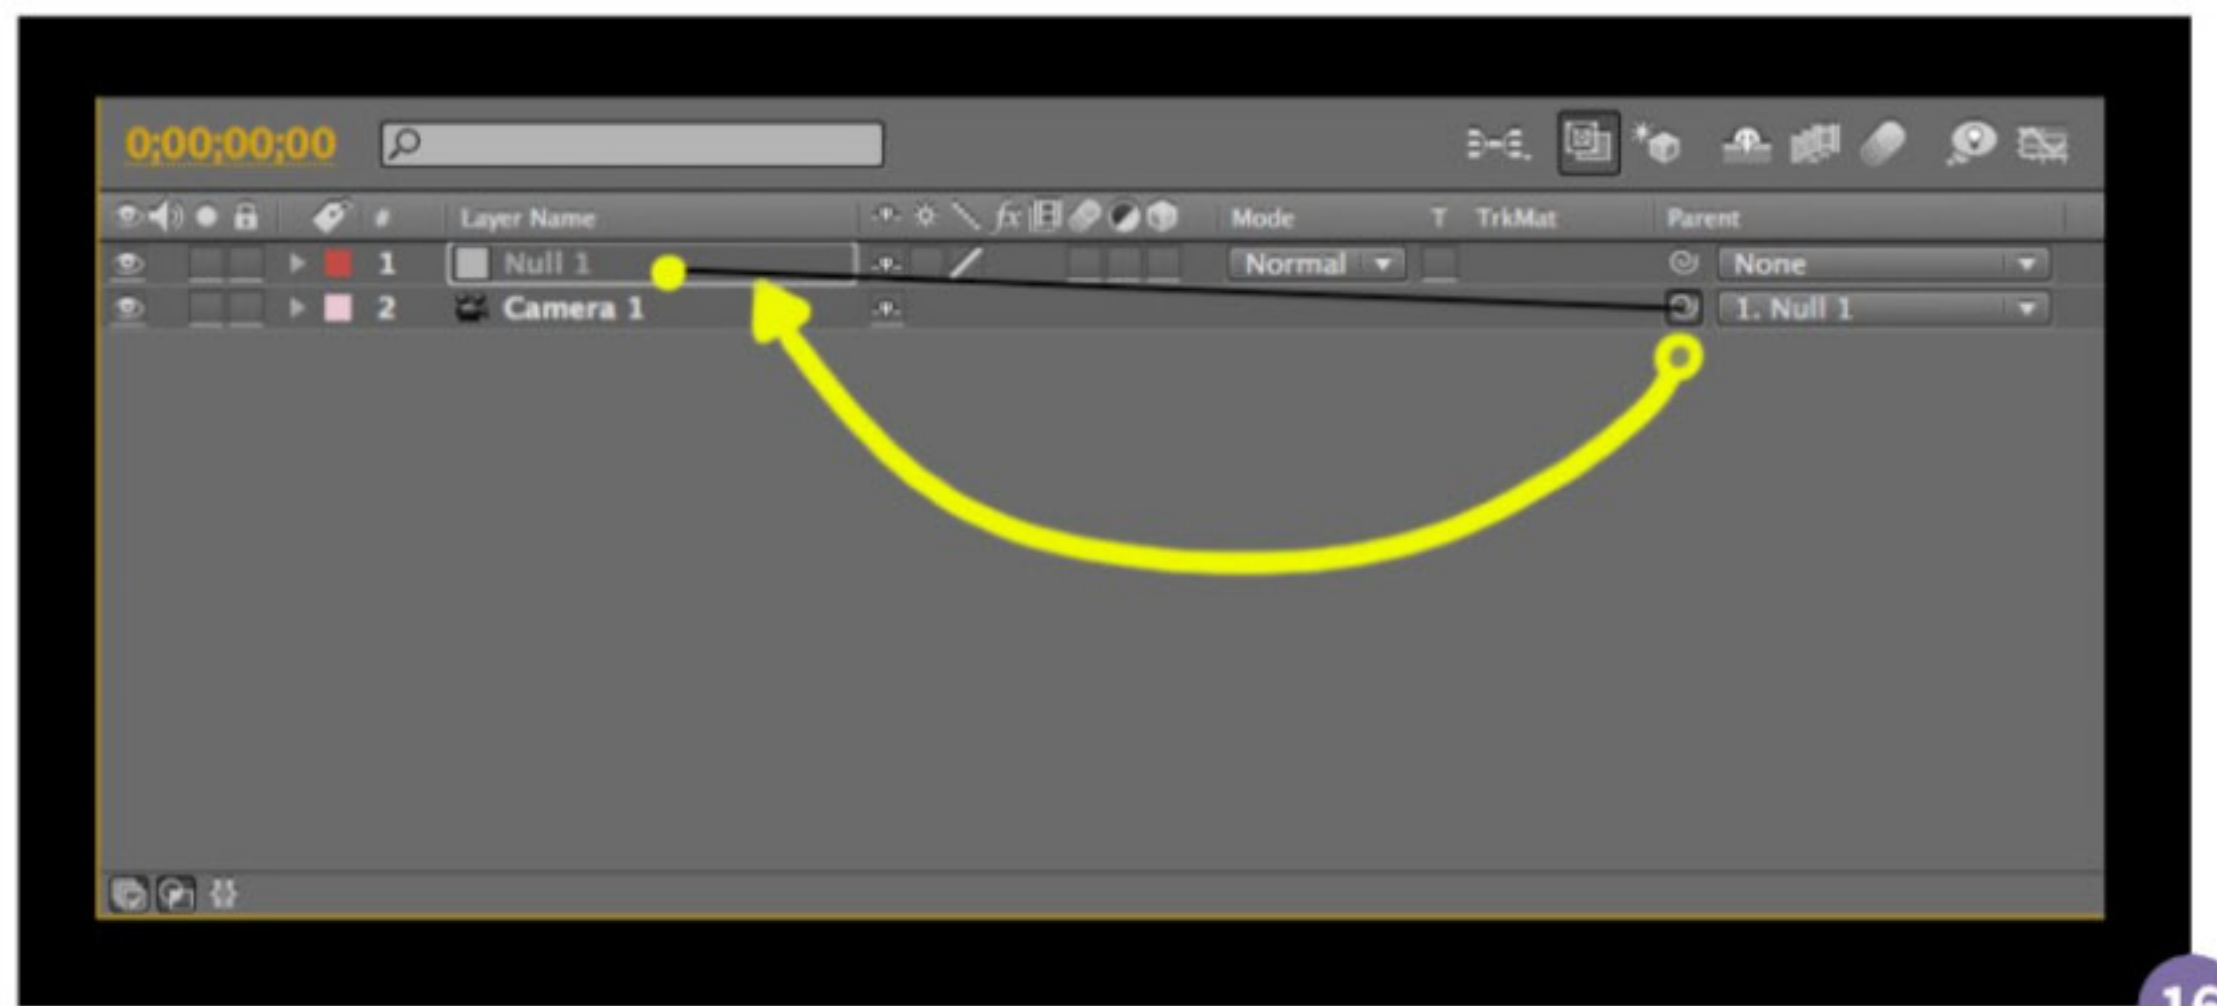 0;00;00;00
# Layer Name fx Mode T TrkMat Parent
1 Null 1 Normal None
2 Camera 1 1. Null 1